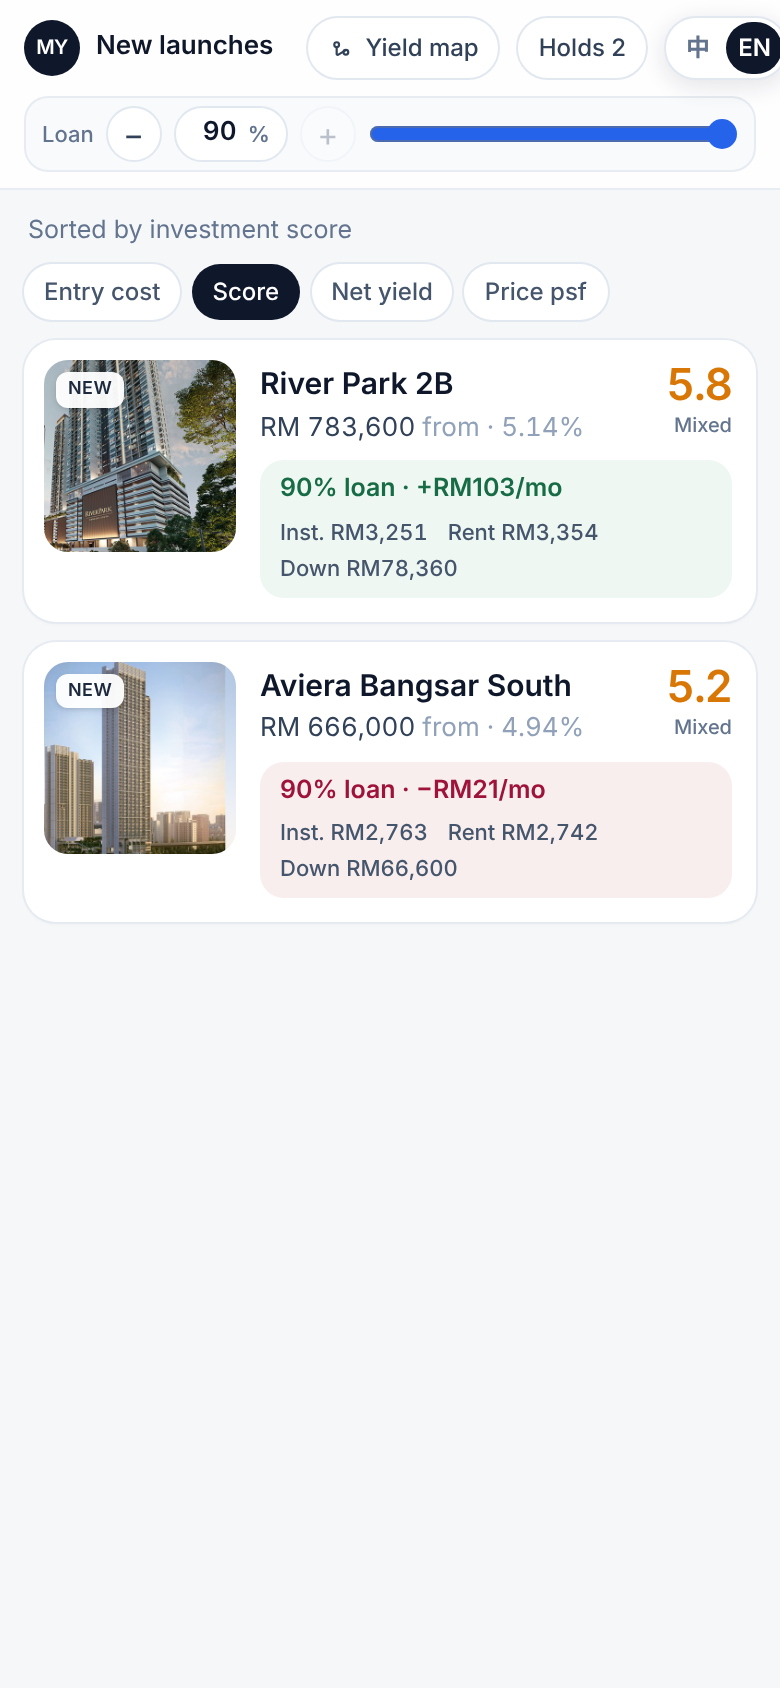 MY New launches Yield map Holds 2 中 EN
Loan − 90 % +
Sorted by investment score
Entry cost Score Net yield Price psf
NEW
RIVER PARK
River Park 2B
5.8
RM 783,600 from · 5.14%
Mixed
90% loan · +RM103/mo
Inst. RM3,251 Rent RM3,354
Down RM78,360
NEW
Aviera Bangsar South
5.2
RM 666,000 from · 4.94%
Mixed
90% loan · −RM21/mo
Inst. RM2,763 Rent RM2,742
Down RM66,600